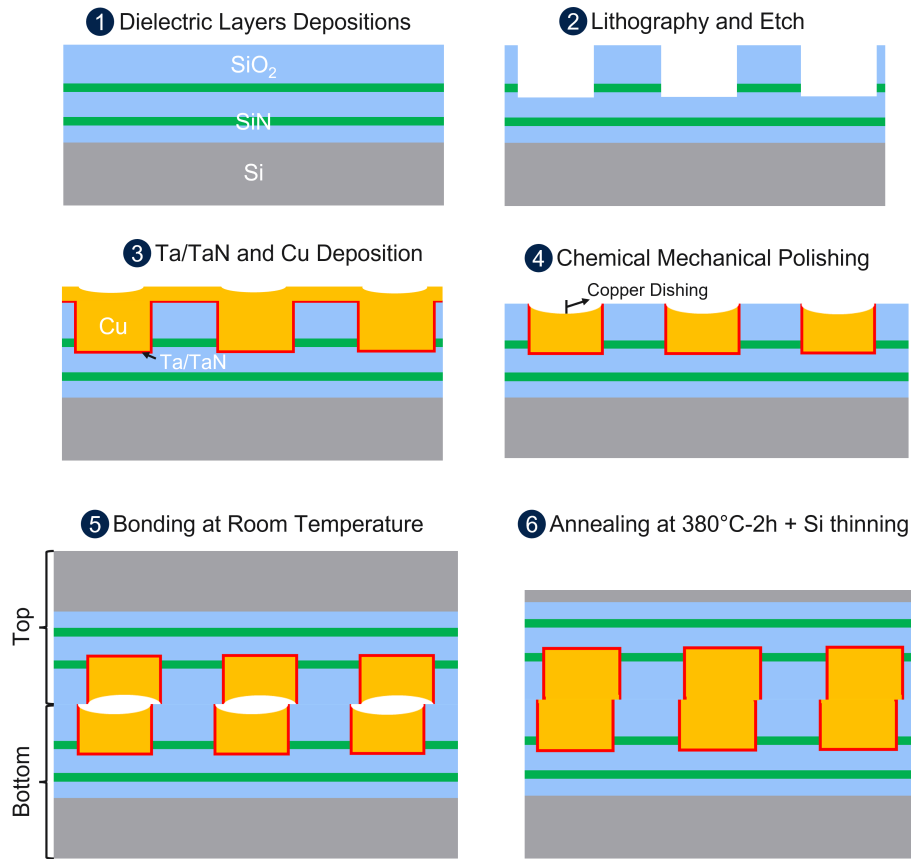 1 Dielectric Layers Depositions
SiO₂
SiN
Si
2 Lithography and Etch
3 Ta/TaN and Cu Deposition
Cu
Ta/TaN
4 Chemical Mechanical Polishing
Copper Dishing
5 Bonding at Room Temperature
Top
Bottom
6 Annealing at 380°C-2h + Si thinning